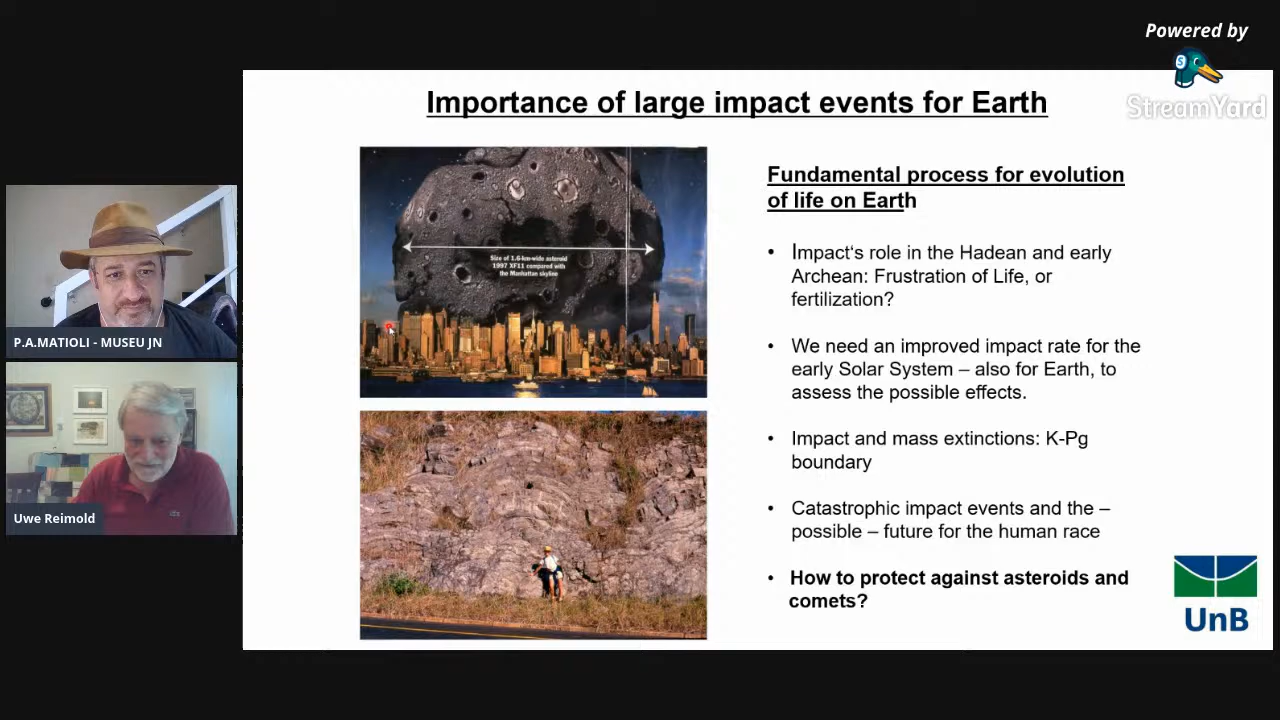 Powered by
StreamYard
Importance of large impact events for Earth
Size of 1.6-km-wide asteroid
1997 XF11 compared with
the Manhattan skyline
Fundamental process for evolution
of life on Earth
• Impact‘s role in the Hadean and early
Archean: Frustration of Life, or
fertilization?
• We need an improved impact rate for the
early Solar System – also for Earth, to
assess the possible effects.
• Impact and mass extinctions: K-Pg
boundary
• Catastrophic impact events and the –
possible – future for the human race
• How to protect against asteroids and
comets?
UnB
P.A.MATIOLI - MUSEU JN
Uwe Reimold